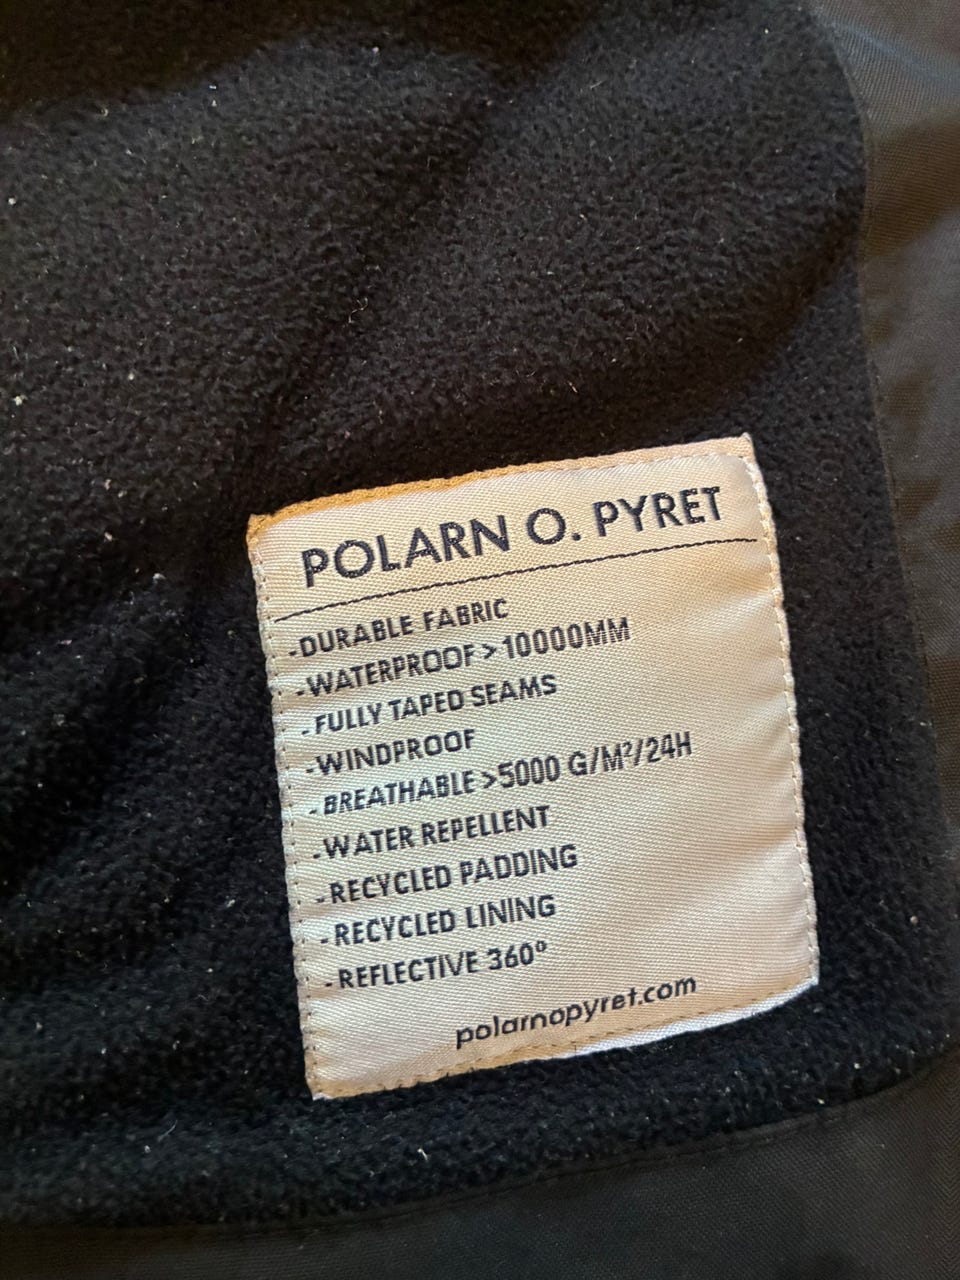 POLARN O. PYRET
-DURABLE FABRIC
-WATERPROOF > 10000MM
-FULLY TAPED SEAMS
-WINDPROOF
-BREATHABLE >5000 G/M²/24H
-WATER REPELLENT
-RECYCLED PADDING
-RECYCLED LINING
-REFLECTIVE 360°
polarnopyret.com